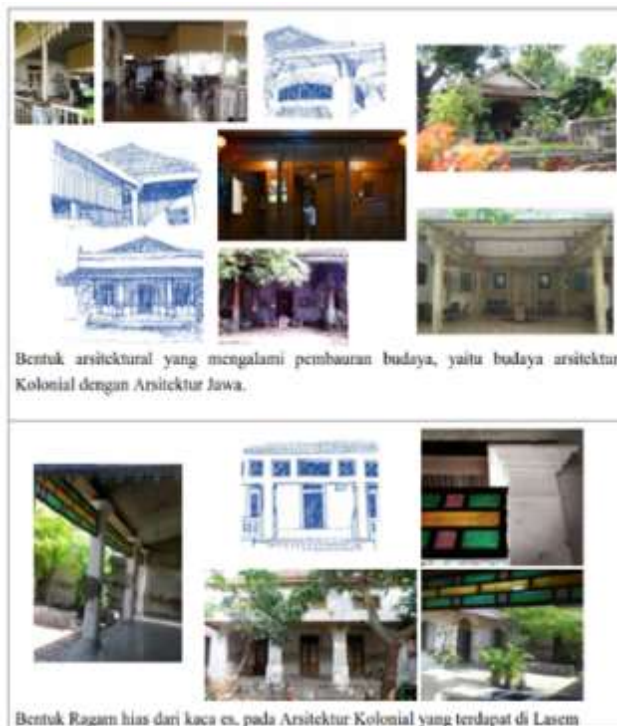 Bentuk arsitektural yang mengalami pembauran budaya, yaitu budaya arsitektur
Kolonial dengan Arsitektur Jawa.
Bentuk Ragam hias dari kaca es, pada Arsitektur Kolonial yang terdapat di Lasem